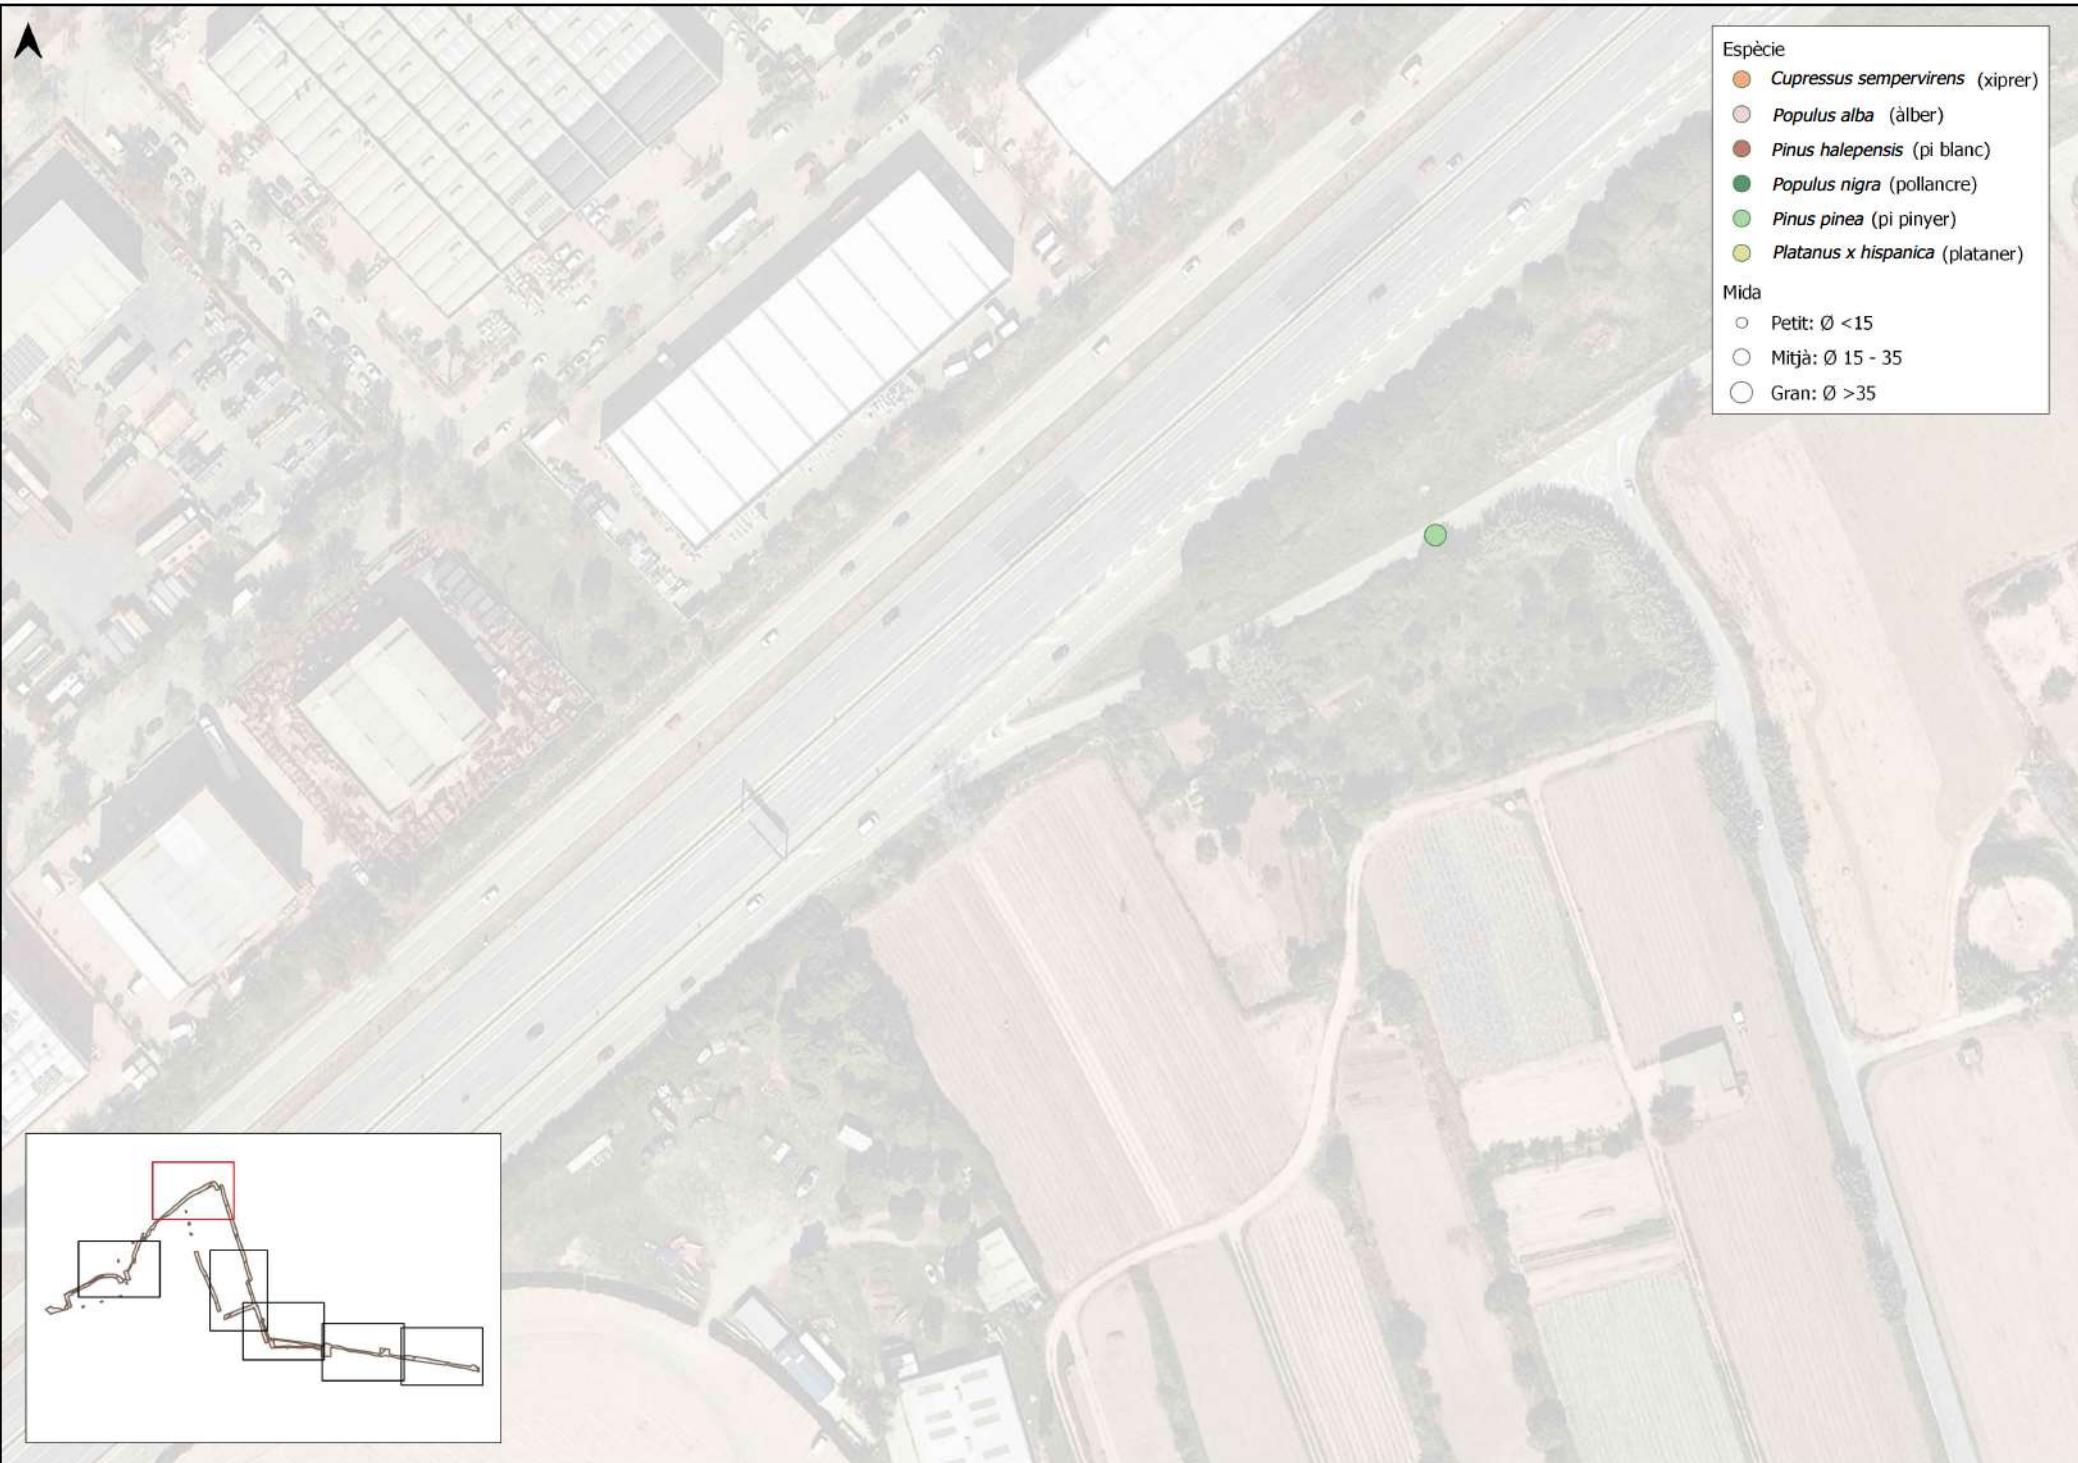 Espècie
Cupressus sempervirens (xiprer)
Populus alba (àlber)
Pinus halepensis (pi blanc)
Populus nigra (pollancre)
Pinus pinea (pi pinyer)
Platanus x hispanica (plataner)
Mida
Petit: Ø <15
Mitjà: Ø 15 - 35
Gran: Ø >35